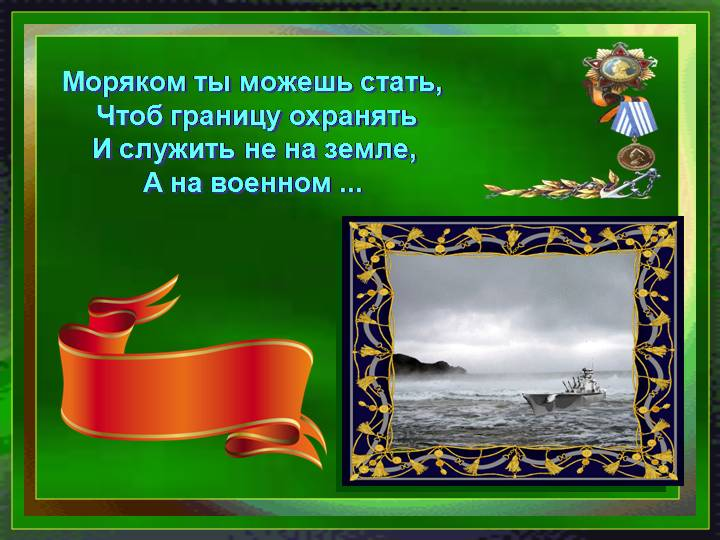 Моряком ты можешь стать,
Чтоб границу охранять
И служить не на земле,
А на военном ...